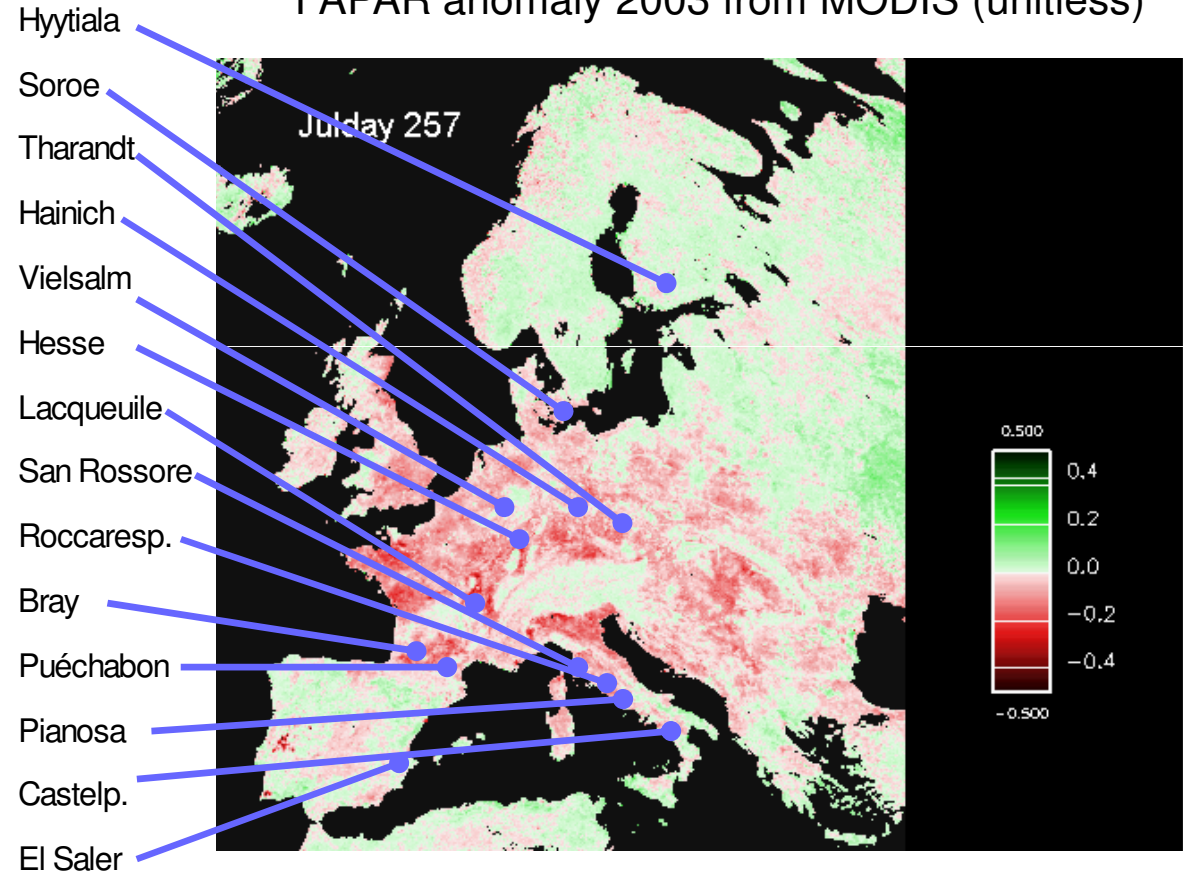 FAPAR anomaly 2003 from MODIS (unitless)
Hyytiala
Soroe
Julday 257
Tharandt
Hainich
Vielsalm
Hesse
Lacqueuile
San Rossore
Roccaresp.
Bray
Puéchabon
Pianosa
Castelp.
El Saler
0.500
0.4
0.2
0.0
−0.2
−0.4
−0.500